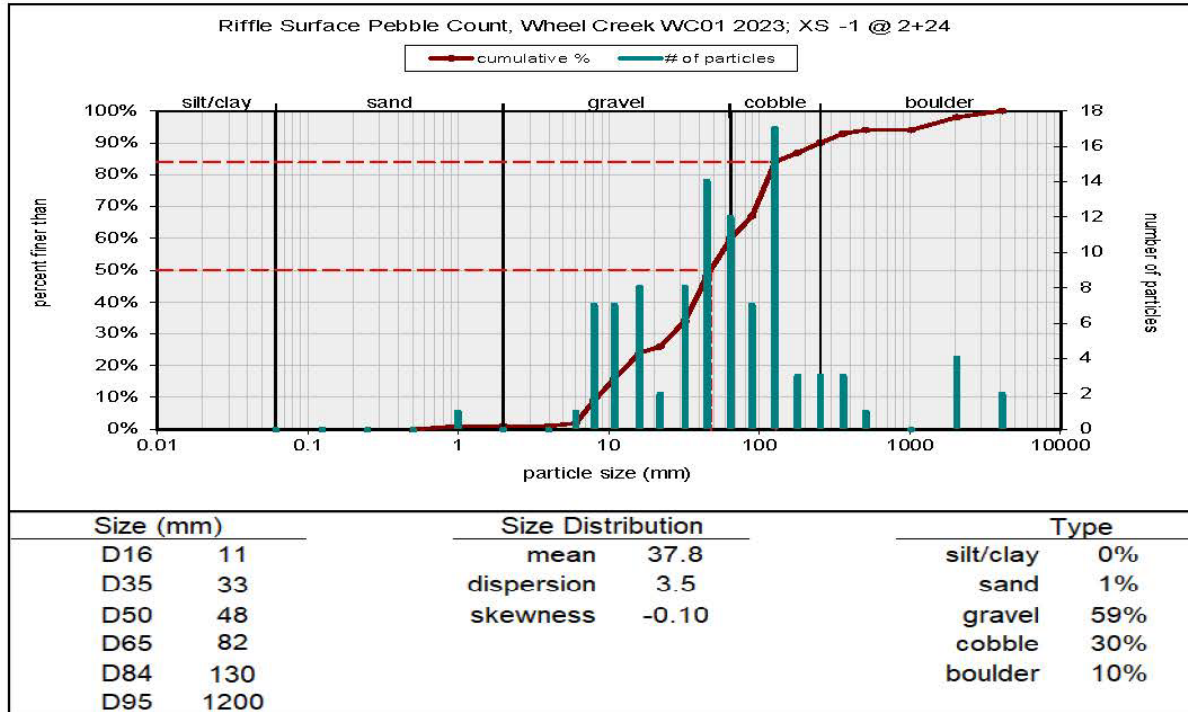 Riffle Surface Pebble Count, Wheel Creek WC01 2023; XS -1 @ 2+24
cumulative % # of particles
silt/clay sand gravel cobble boulder
100%
90%
80%
70%
60%
50%
40%
30%
20%
10%
0%
percent finer than
18
16
14
12
10
8
6
4
2
0
number of particles
0.01 0.1 1 10 100 1000 10000
particle size (mm)
Size (mm) Size Distribution Type
D16 11 mean 37.8 silt/clay 0%
D35 33 dispersion 3.5 sand 1%
D50 48 skewness -0.10 gravel 59%
D65 82 cobble 30%
D84 130 boulder 10%
D95 1200